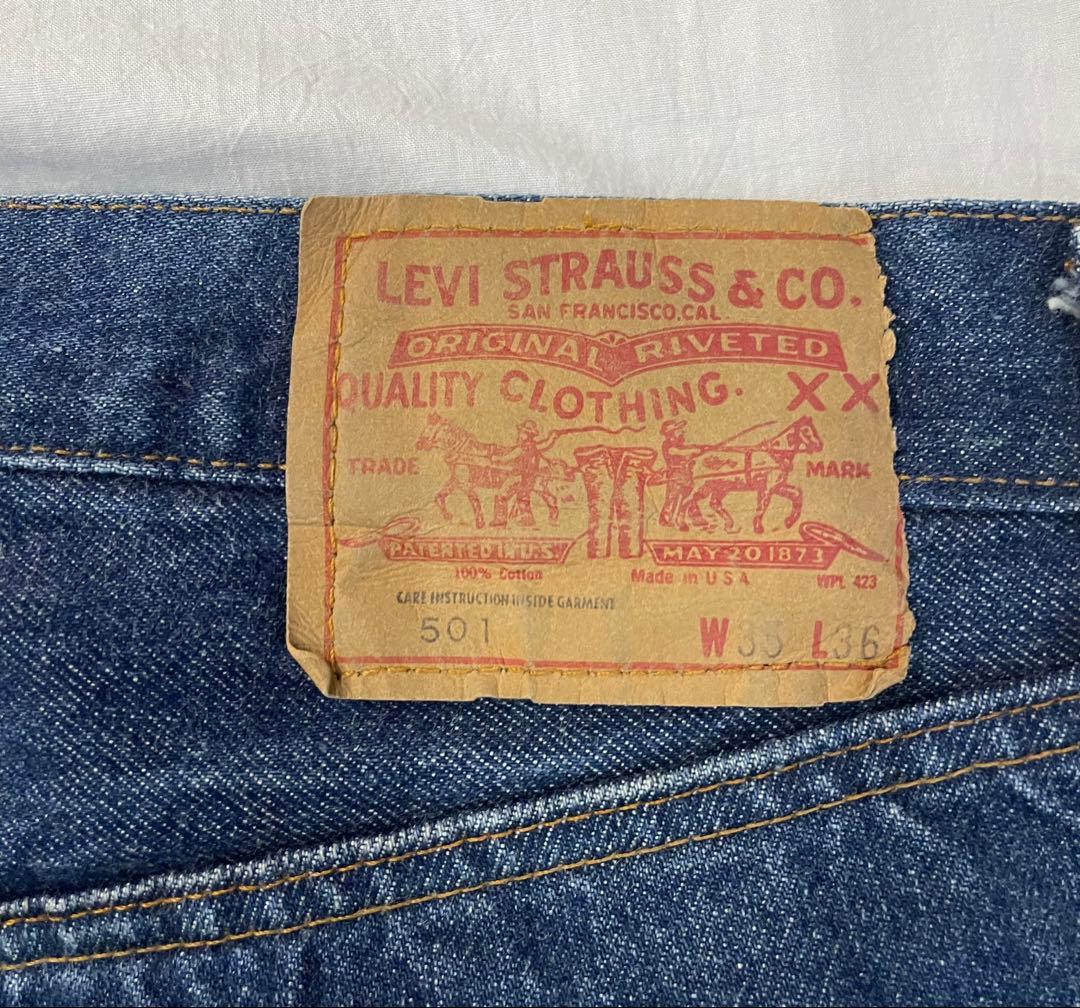 LEVI STRAUSS & CO.
SAN FRANCISCO, CAL.
ORIGINAL RIVETED
QUALITY CLOTHING. XX
TRADE MARK
PATENTED IN U.S. MAY 20 1873
100% Cotton Made in U S A WPL 423
CARE INSTRUCTION INSIDE GARMENT
501 W L36